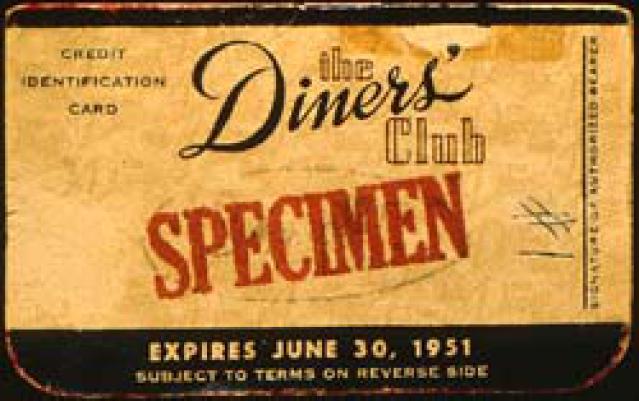 CREDIT
IDENTIFICATION
CARD
the
Diners'
Club
SPECIMEN
#1
SIGNATURE OF AUTHORIZED BEARER
EXPIRES JUNE 30, 1951
SUBJECT TO TERMS ON REVERSE SIDE